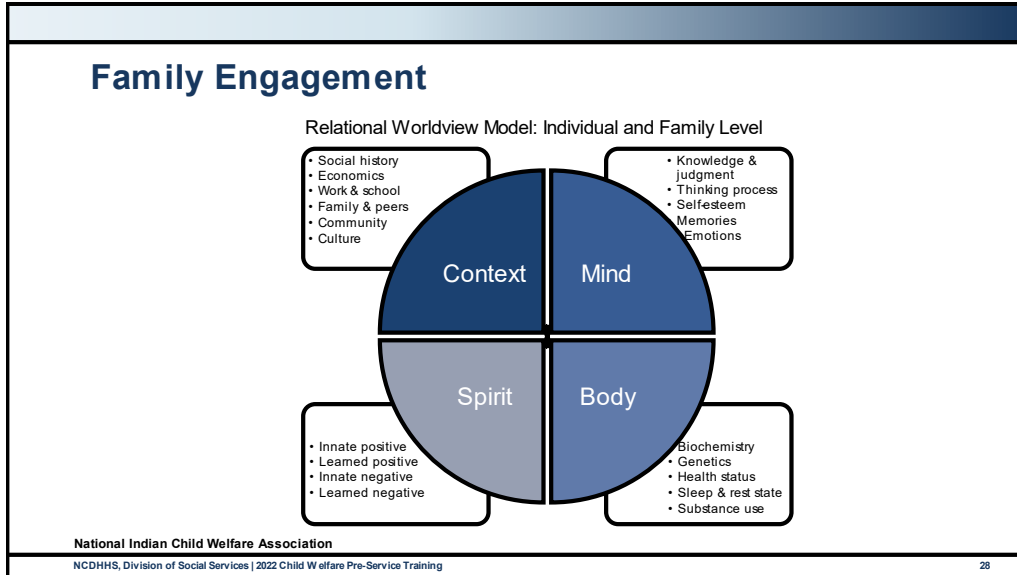 Family Engagement
Relational Worldview Model: Individual and Family Level
• Social history
• Economics
• Work & school
• Family & peers
• Community
• Culture
• Knowledge &
judgment
• Thinking process
• Self-esteem
Memories
Emotions
Context
Mind
Spirit
Body
• Innate positive
• Learned positive
• Innate negative
• Learned negative
Biochemistry
• Genetics
• Health status
• Sleep & rest state
• Substance use
National Indian Child Welfare Association
NCDHHS, Division of Social Services | 2022 Child Welfare Pre-Service Training
28